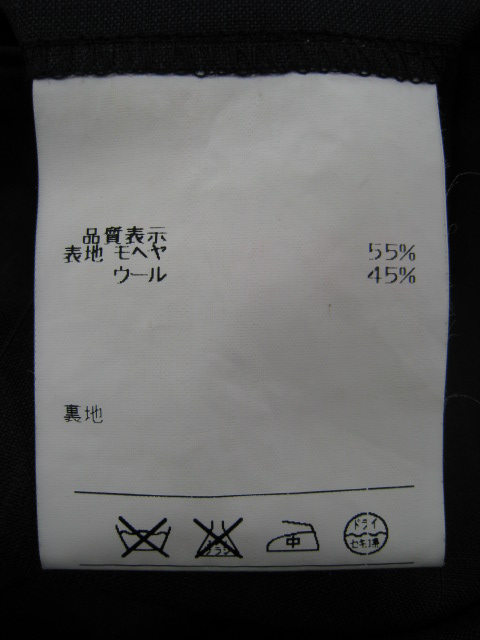 品質表示
表地 モヘヤ 55%
ウール 45%
裏地
中
ドライ
セキユ系